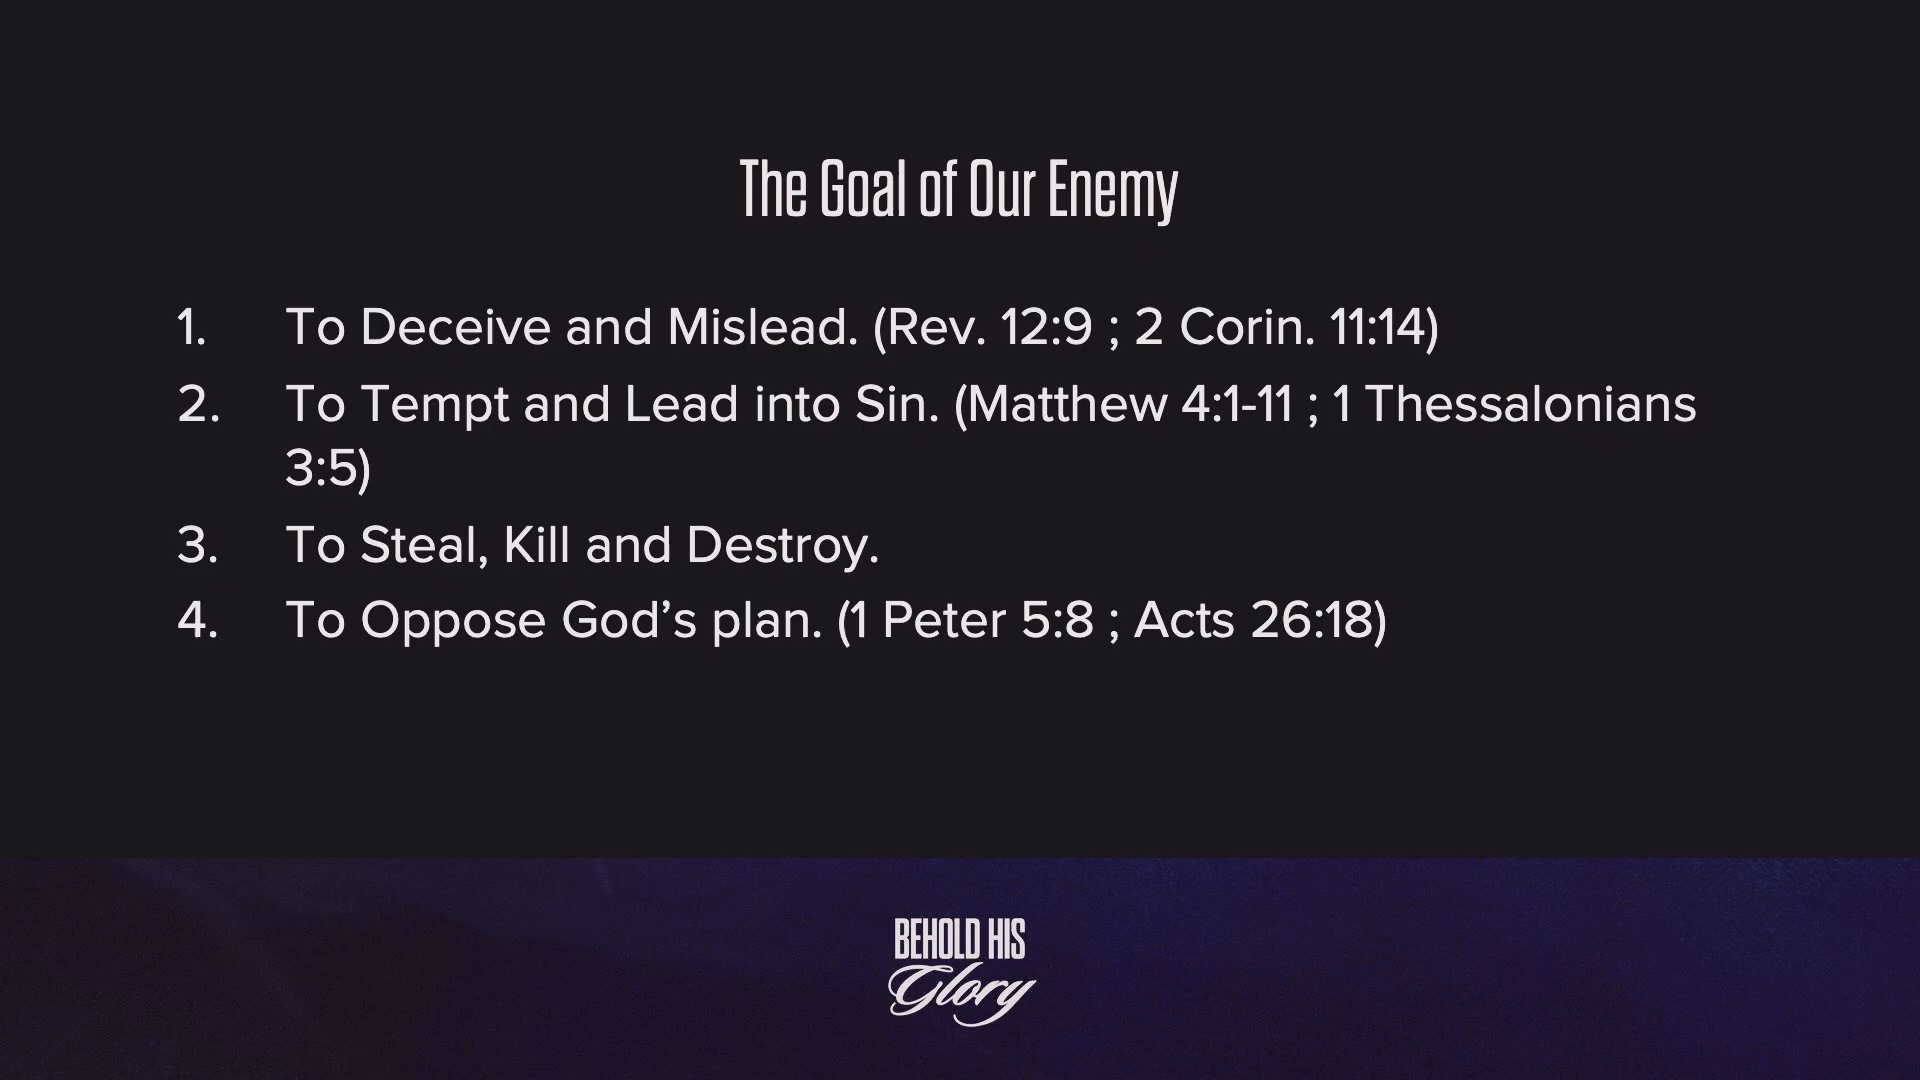 The Goal of Our Enemy
1. To Deceive and Mislead. (Rev. 12:9 ; 2 Corin. 11:14)
2. To Tempt and Lead into Sin. (Matthew 4:1-11 ; 1 Thessalonians
3:5)
3. To Steal, Kill and Destroy.
4. To Oppose God’s plan. (1 Peter 5:8 ; Acts 26:18)
BEHOLD HIS
Glory